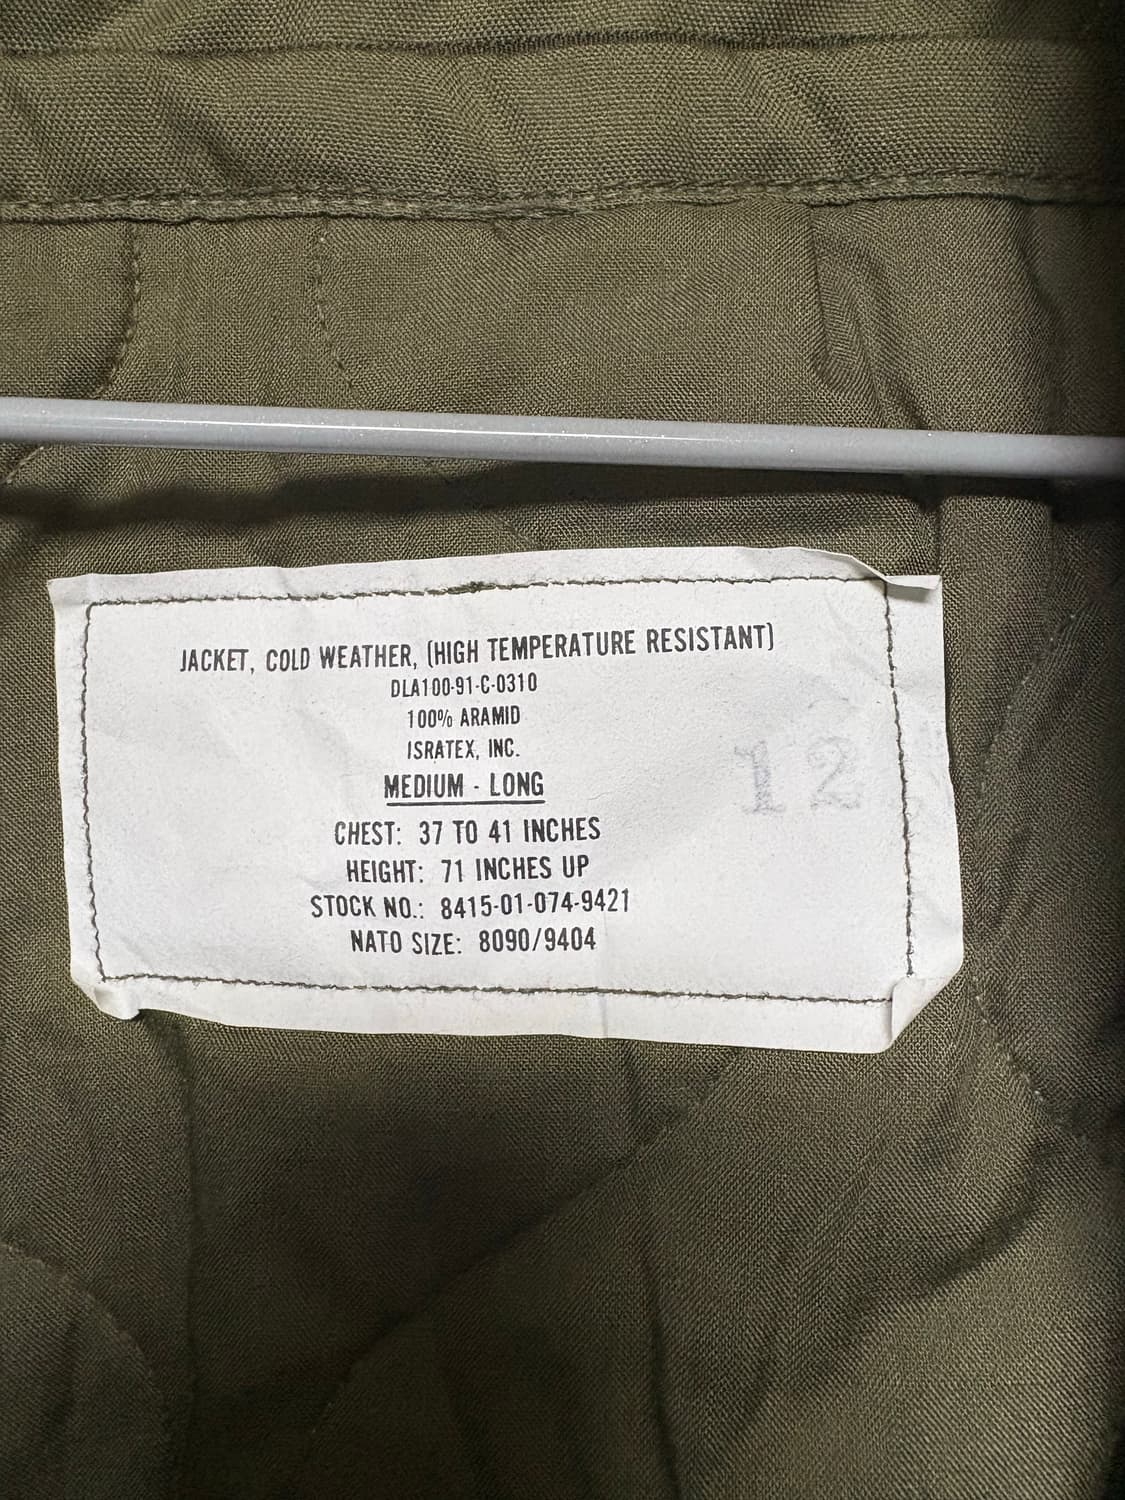 JACKET, COLD WEATHER, (HIGH TEMPERATURE RESISTANT)
DLA100-91-C-0310
100% ARAMID
ISRATEX, INC.
MEDIUM - LONG
CHEST: 37 TO 41 INCHES
HEIGHT: 71 INCHES UP
STOCK NO.: 8415-01-074-9421
NATO SIZE: 8090/9404
12